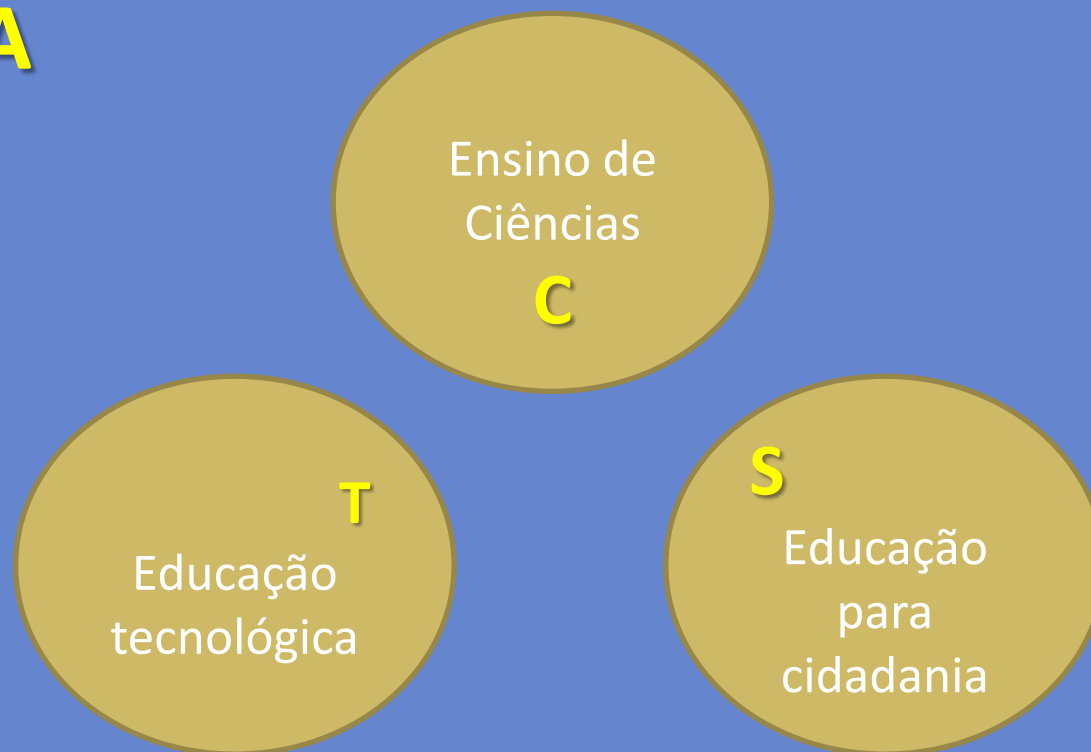 A
Ensino de
Ciências
C
T
Educação
tecnológica
S
Educação
para
cidadania